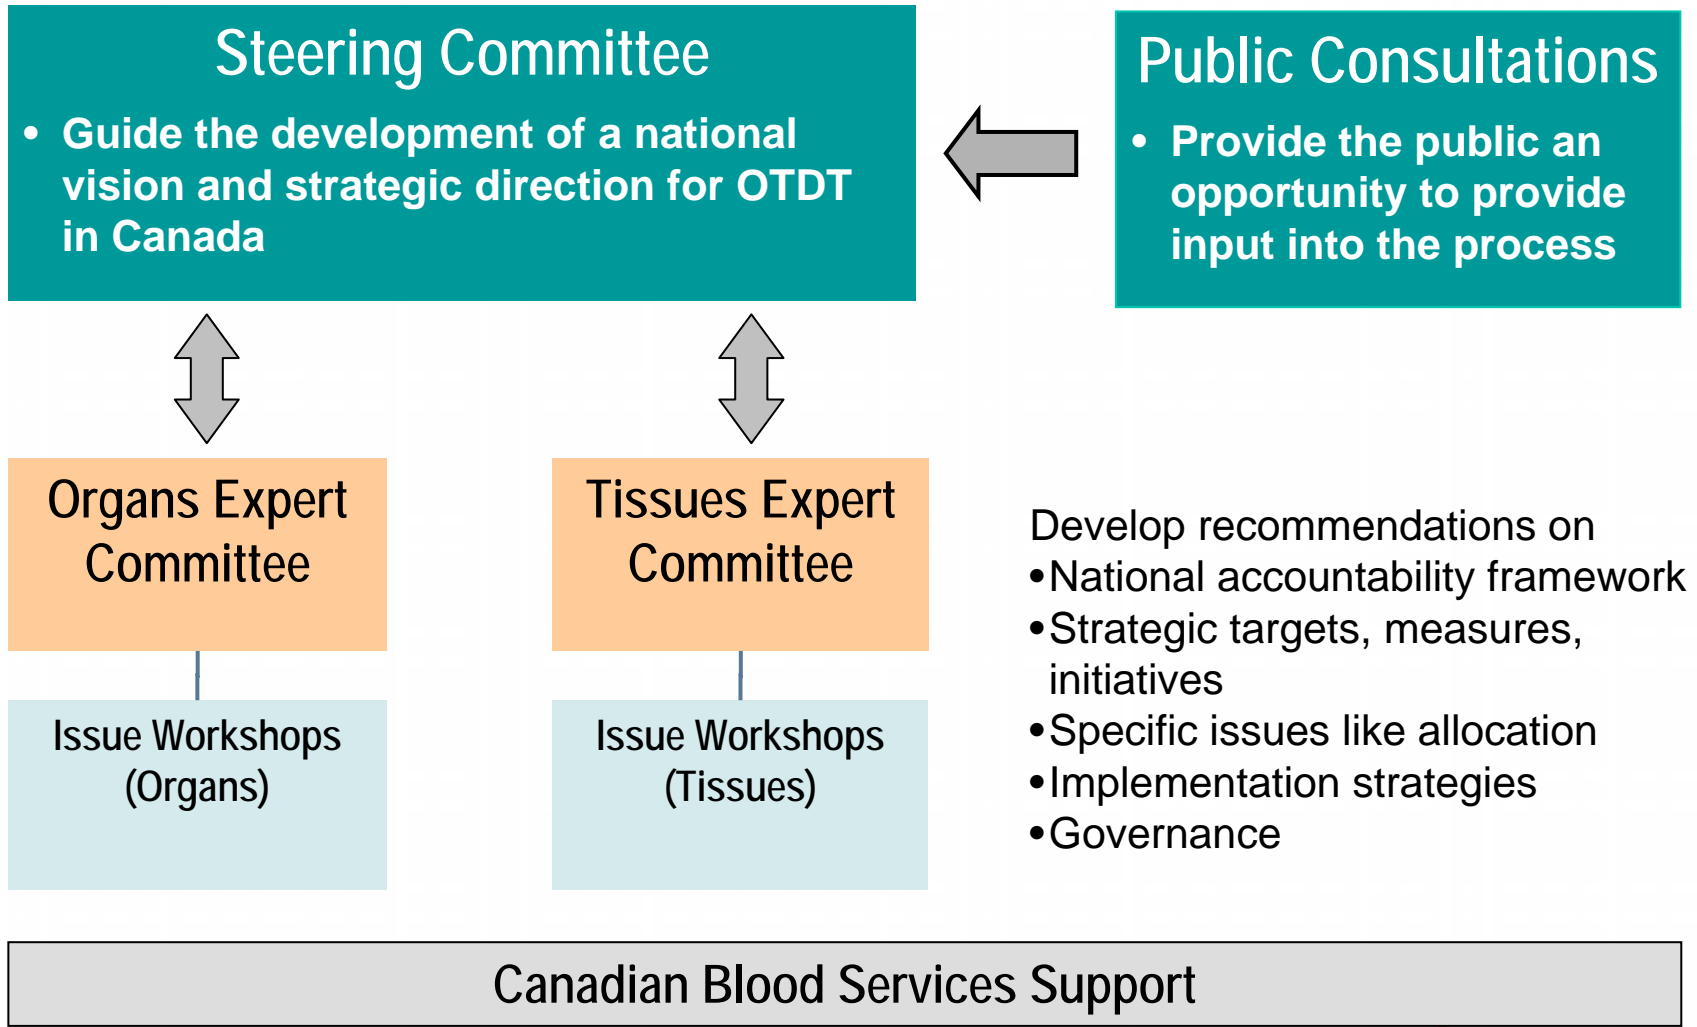 Steering Committee
• Guide the development of a national
vision and strategic direction for OTDT
in Canada
Public Consultations
• Provide the public an
opportunity to provide
input into the process
Organs Expert
Committee
Tissues Expert
Committee
Issue Workshops
(Organs)
Issue Workshops
(Tissues)
Develop recommendations on
•National accountability framework
•Strategic targets, measures,
initiatives
•Specific issues like allocation
•Implementation strategies
•Governance
Canadian Blood Services Support